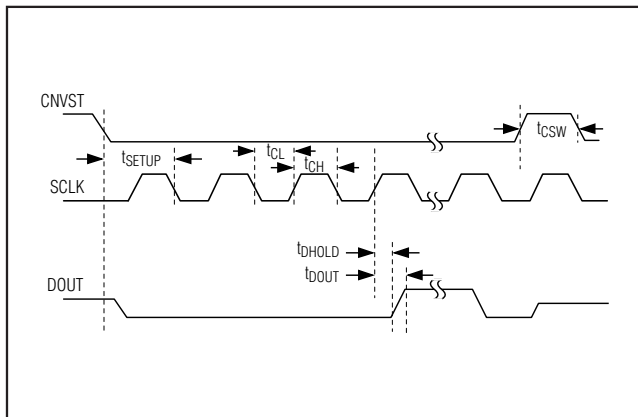 CNVST
tCSW
tSETUP
tCL
tCH
SCLK
tDHOLD
tDOUT
DOUT